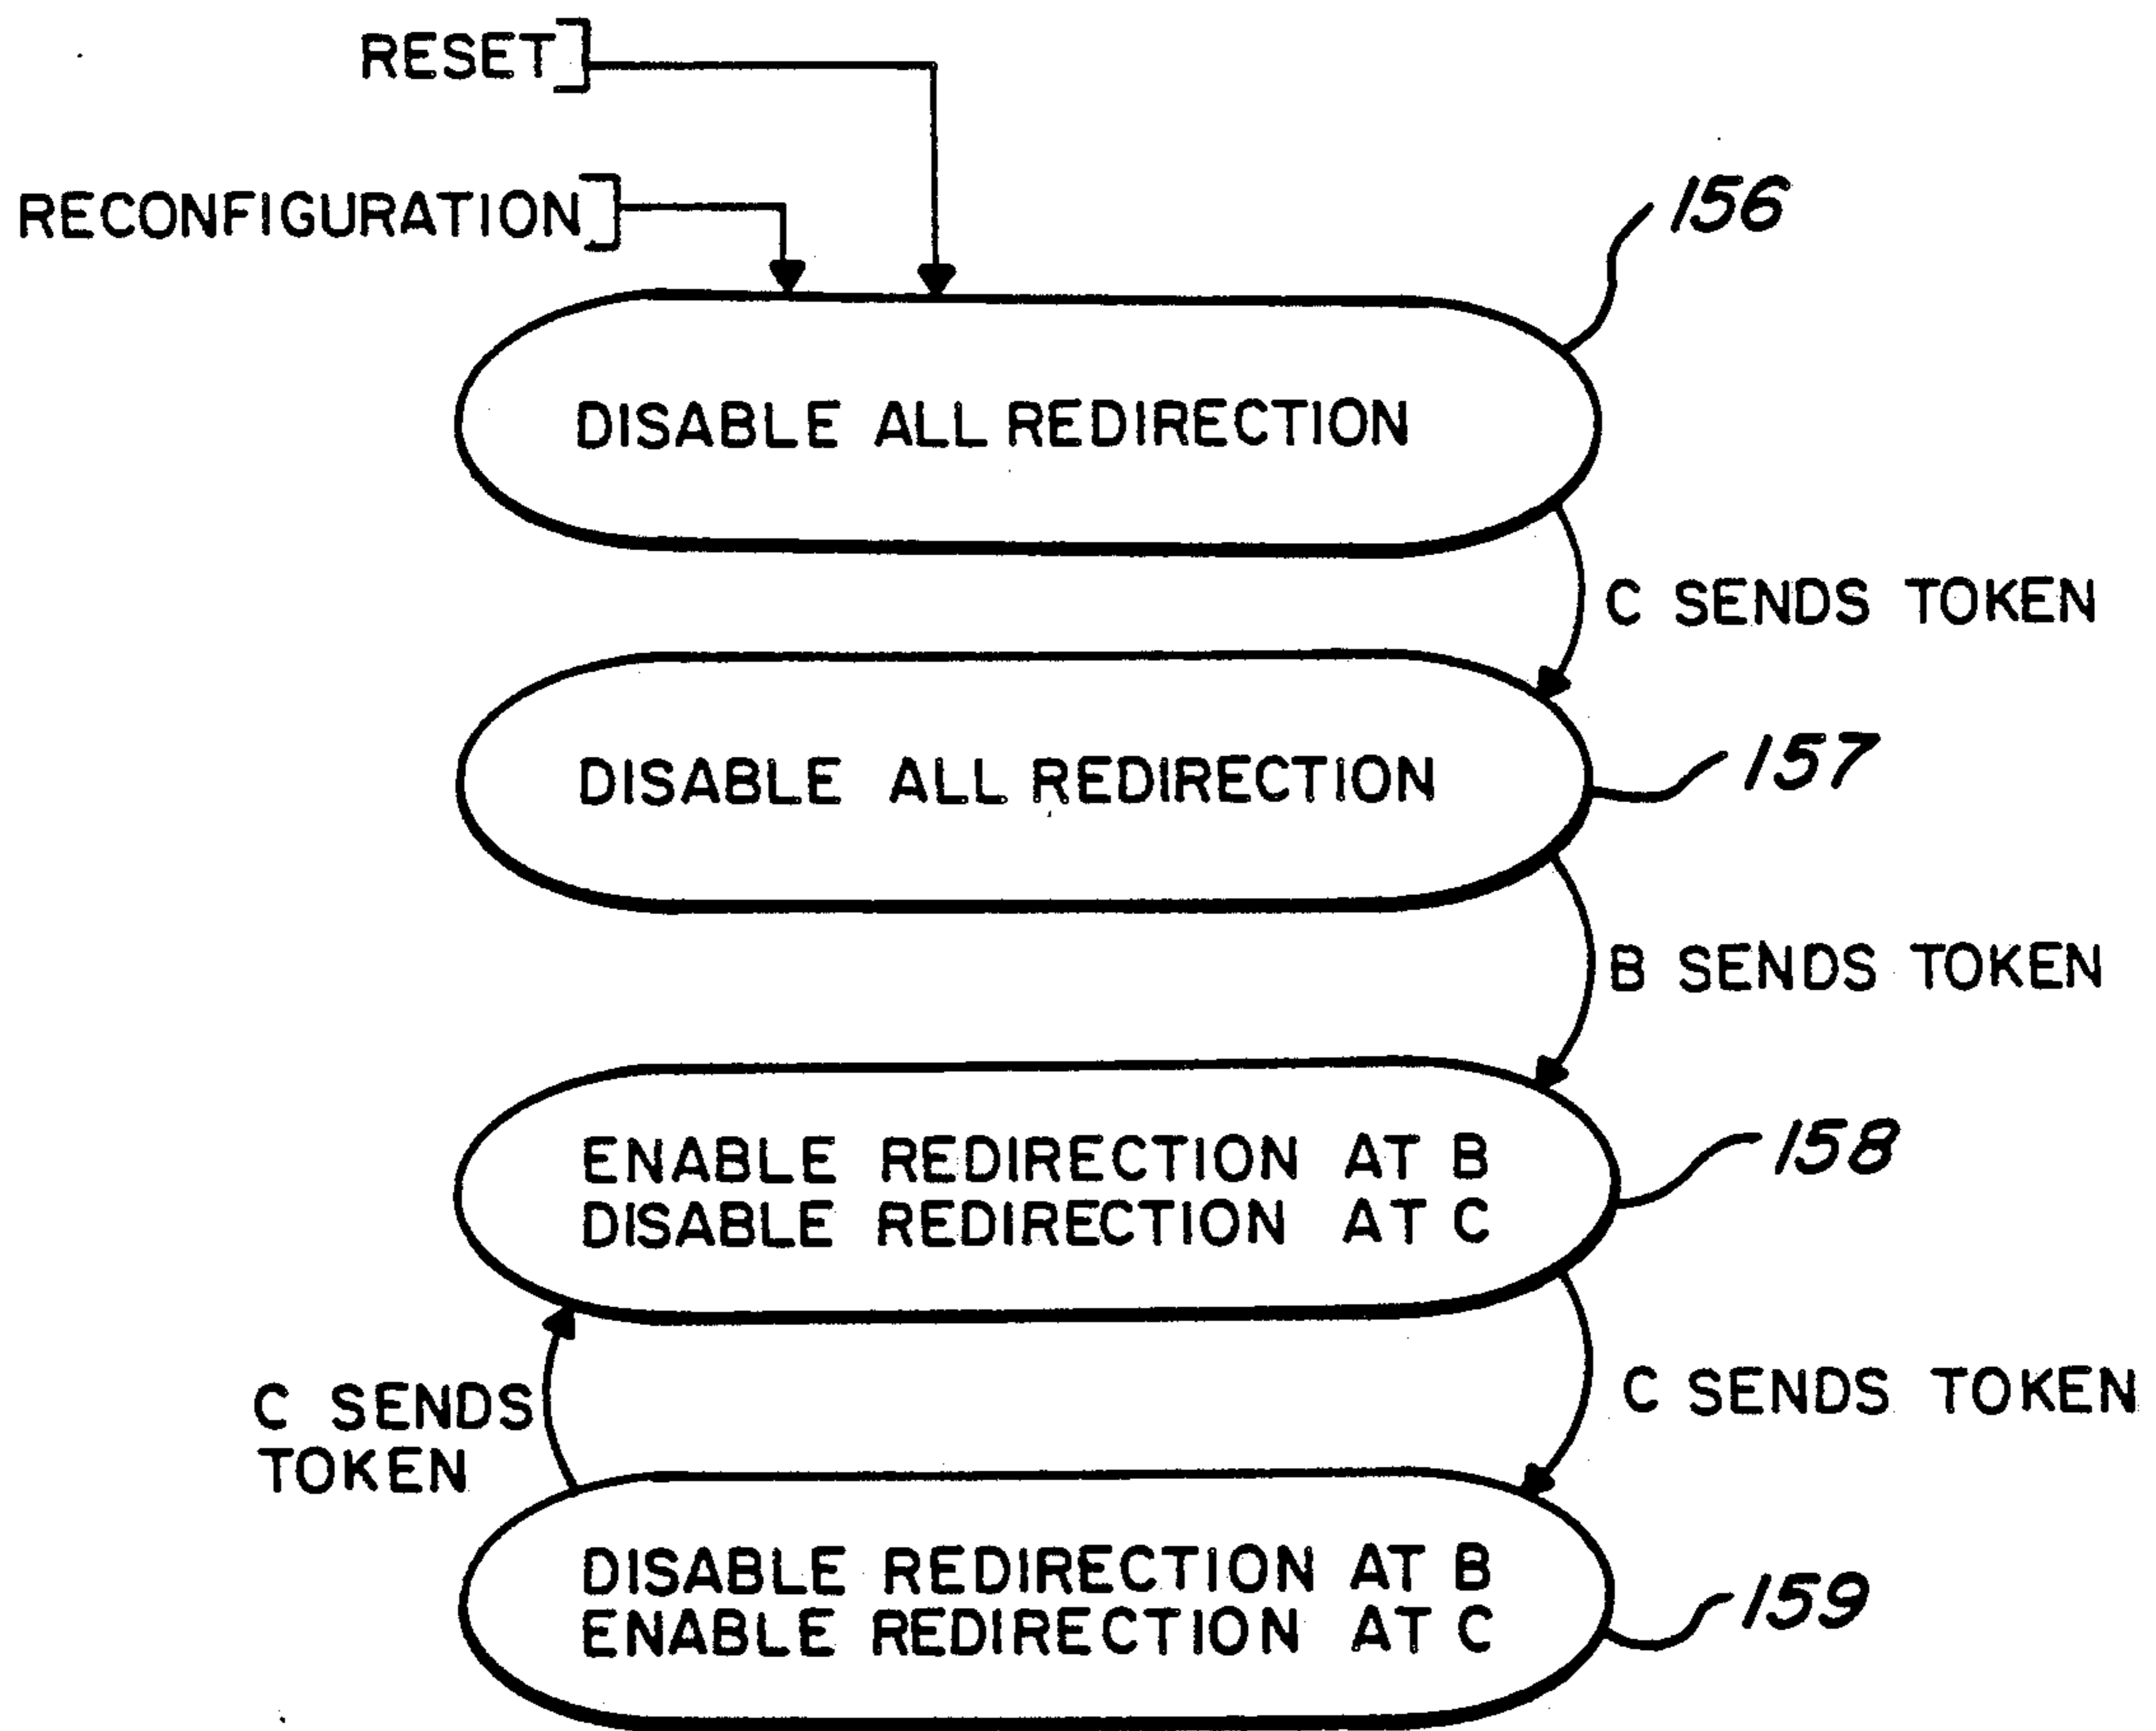 RESET
RECONFIGURATION
156
DISABLE ALL REDIRECTION
C SENDS TOKEN
DISABLE ALL REDIRECTION
157
B SENDS TOKEN
ENABLE REDIRECTION AT B
DISABLE REDIRECTION AT C
158
C SENDS
TOKEN
C SENDS TOKEN
DISABLE REDIRECTION AT B
ENABLE REDIRECTION AT C
159